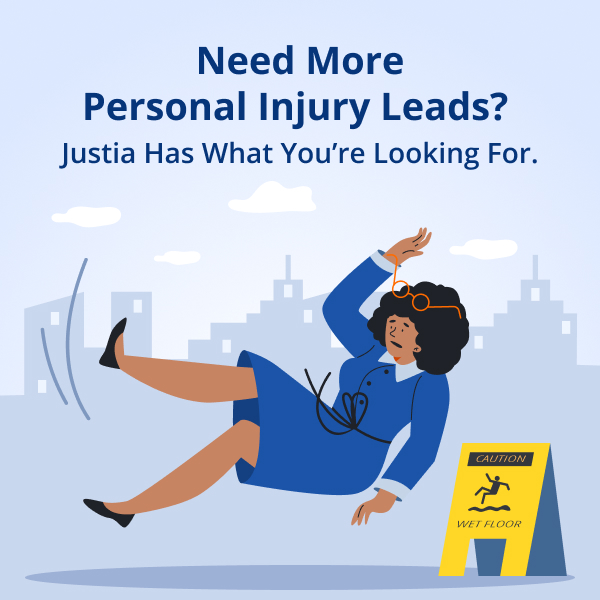 Need More
Personal Injury Leads?
Justia Has What You’re Looking For.
CAUTION
WET FLOOR